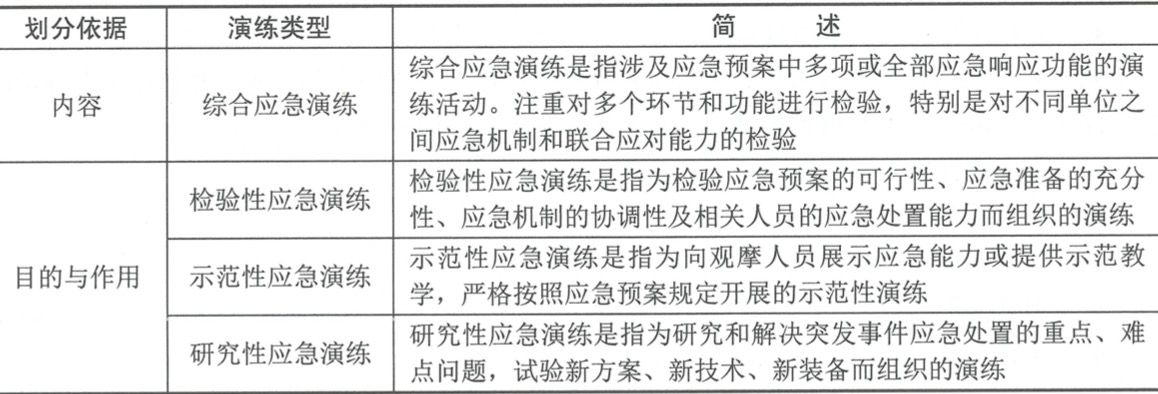 划分依据 演练类型 简 述
内容 综合应急演练
综合应急演练是指涉及应急预案中多项或全部应急响应功能的演
练活动。注重对多个环节和功能进行检验，特别是对不同单位之
间应急机制和联合应对能力的检验
目的与作用
检验性应急演练
检验性应急演练是指为检验应急预案的可行性、应急准备的充分
性、应急机制的协调性及相关人员的应急处置能力而组织的演练
示范性应急演练
示范性应急演练是指为向观摩人员展示应急能力或提供示范教
学，严格按照应急预案规定开展的示范性演练
研究性应急演练
研究性应急演练是指为研究和解决突发事件应急处置的重点、难
点问题，试验新方案、新技术、新装备而组织的演练